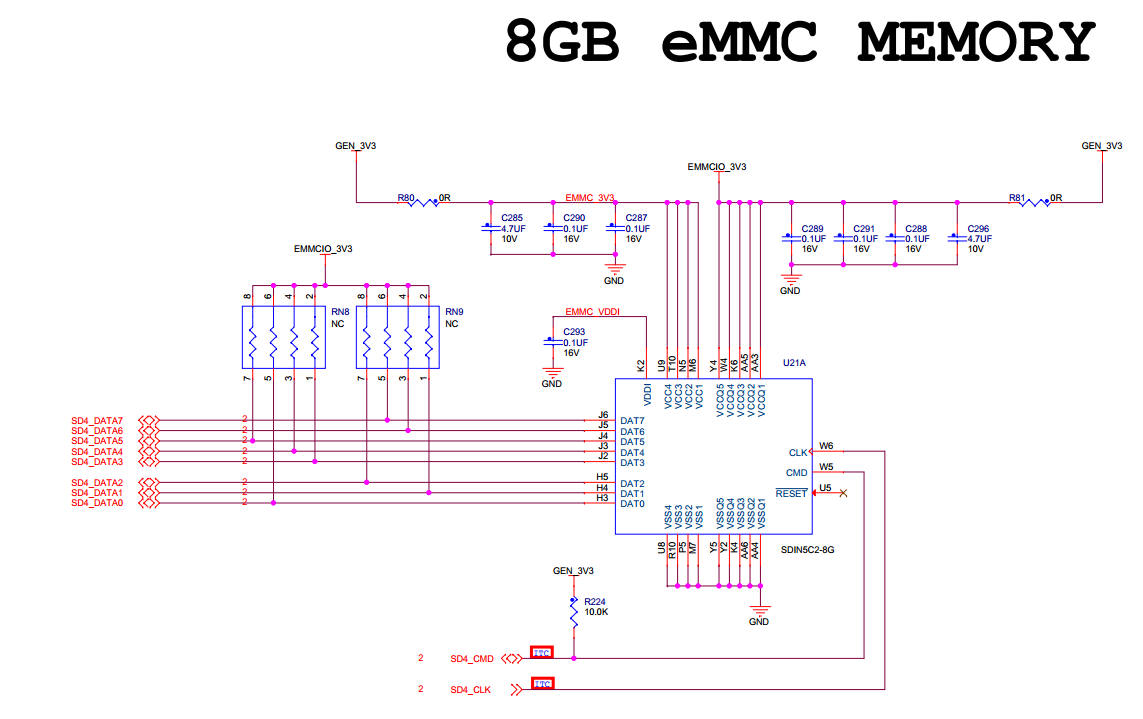 8GB eMMC MEMORY
GEN_3V3
GEN_3V3
EMMCIO_3V3
R80 0R
EMMC_3V3
R81 0R
C285
4.7UF
10V
C290
0.1UF
16V
C287
0.1UF
16V
C289
0.1UF
16V
C291
0.1UF
16V
C288
0.1UF
16V
C296
4.7UF
10V
EMMCIO_3V3
GND
GND
8 6 4 2
8 6 4 2
RN8
NC
RN9
NC
EMMC_VDDI
C293
0.1UF
16V
GND
7 5 3 1
7 5 3 1
K2 U9 T10 N5 M6 Y4 W4 K6 AA5 AA3
U21A
VDDI VCC4 VCC3 VCC2 VCC1 VCCQ5 VCCQ4 VCCQ3 VCCQ2 VCCQ1
SD4_DATA7 2 J6 DAT7
SD4_DATA6 2 J5 DAT6
SD4_DATA5 2 J4 DAT5
SD4_DATA4 2 J3 DAT4
SD4_DATA3 2 J2 DAT3
SD4_DATA2 2 H5 DAT2
SD4_DATA1 2 H4 DAT1
SD4_DATA0 2 H3 DAT0
CLK W6
CMD W5
RESET U5
VSS4 VSS3 VSS2 VSS1 VSSQ5 VSSQ4 VSSQ3 VSSQ2 VSSQ1
U8 R10 P5 M7 Y5 Y2 K4 AA6 AA4
SDIN5C2-8G
GEN_3V3
R224
10.0K
GND
2 SD4_CMD ITC
2 SD4_CLK ITC